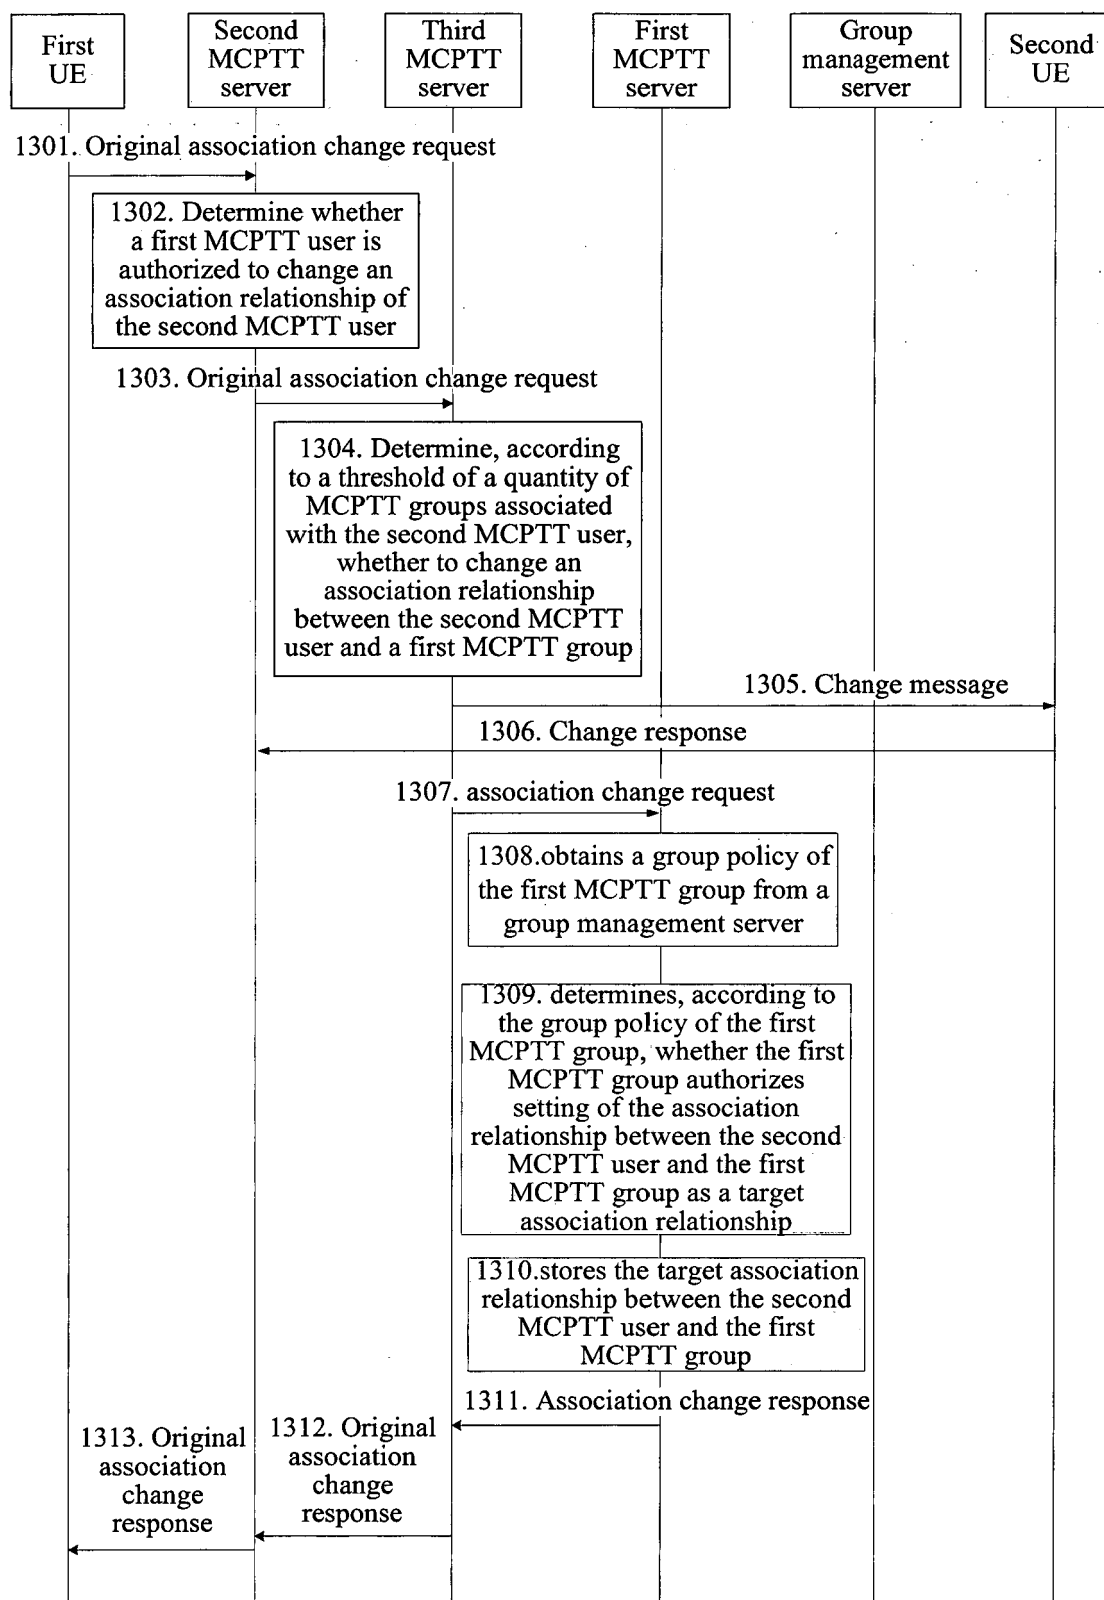 First
UE
Second
MCPTT
server
Third
MCPTT
server
First
MCPTT
server
Group
management
server
Second
UE
1301. Original association change request
1302. Determine whether
a first MCPTT user is
authorized to change an
association relationship of
the second MCPTT user
1303. Original association change request
1304. Determine, according
to a threshold of a quantity of
MCPTT groups associated
with the second MCPTT user,
whether to change an
association relationship
between the second MCPTT
user and a first MCPTT group
1305. Change message
1306. Change response
1307. association change request
1308.obtains a group policy of
the first MCPTT group from a
group management server
1309. determines, according to
the group policy of the first
MCPTT group, whether the first
MCPTT group authorizes
setting of the association
relationship between the second
MCPTT user and the first
MCPTT group as a target
association relationship
1310.stores the target association
relationship between the second
MCPTT user and the first
MCPTT group
1311. Association change response
1312. Original
association
change
response
1313. Original
association
change
response